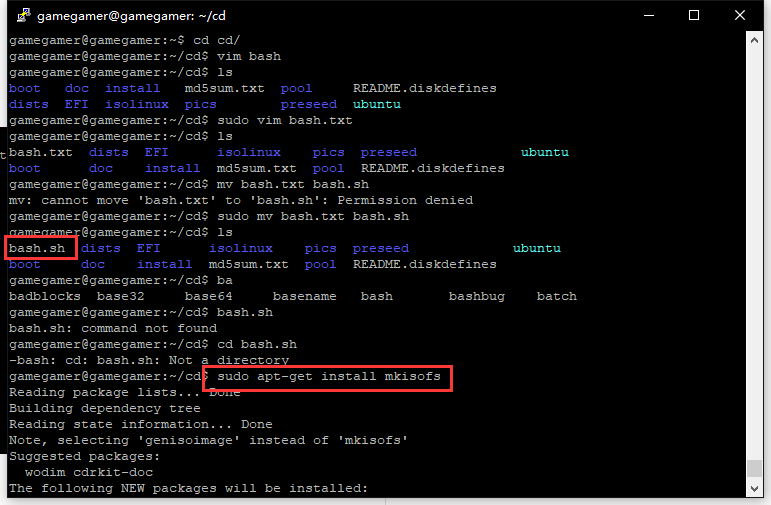 gamegamer@gamegamer: ~/cd
gamegamer@gamegamer:~$ cd cd/
gamegamer@gamegamer:~/cd$ vim bash
gamegamer@gamegamer:~/cd$ ls
boot doc install md5sum.txt pool README.diskdefines
dists EFI isolinux pics preseed ubuntu
gamegamer@gamegamer:~/cd$ sudo vim bash.txt
gamegamer@gamegamer:~/cd$ ls
bash.txt dists EFI isolinux pics preseed ubuntu
boot doc install md5sum.txt pool README.diskdefines
gamegamer@gamegamer:~/cd$ mv bash.txt bash.sh
mv: cannot move 'bash.txt' to 'bash.sh': Permission denied
gamegamer@gamegamer:~/cd$ sudo mv bash.txt bash.sh
gamegamer@gamegamer:~/cd$ ls
bash.sh dists EFI isolinux pics preseed ubuntu
boot doc install md5sum.txt pool README.diskdefines
gamegamer@gamegamer:~/cd$ ba
badblocks base32 base64 basename bash bashbug batch
gamegamer@gamegamer:~/cd$ bash.sh
bash.sh: command not found
gamegamer@gamegamer:~/cd$ cd bash.sh
-bash: cd: bash.sh: Not a directory
gamegamer@gamegamer:~/cd$ sudo apt-get install mkisofs
Reading package lists... Done
Building dependency tree
Reading state information... Done
Note, selecting 'genisoimage' instead of 'mkisofs'
Suggested packages:
wodim cdrkit-doc
The following NEW packages will be installed: